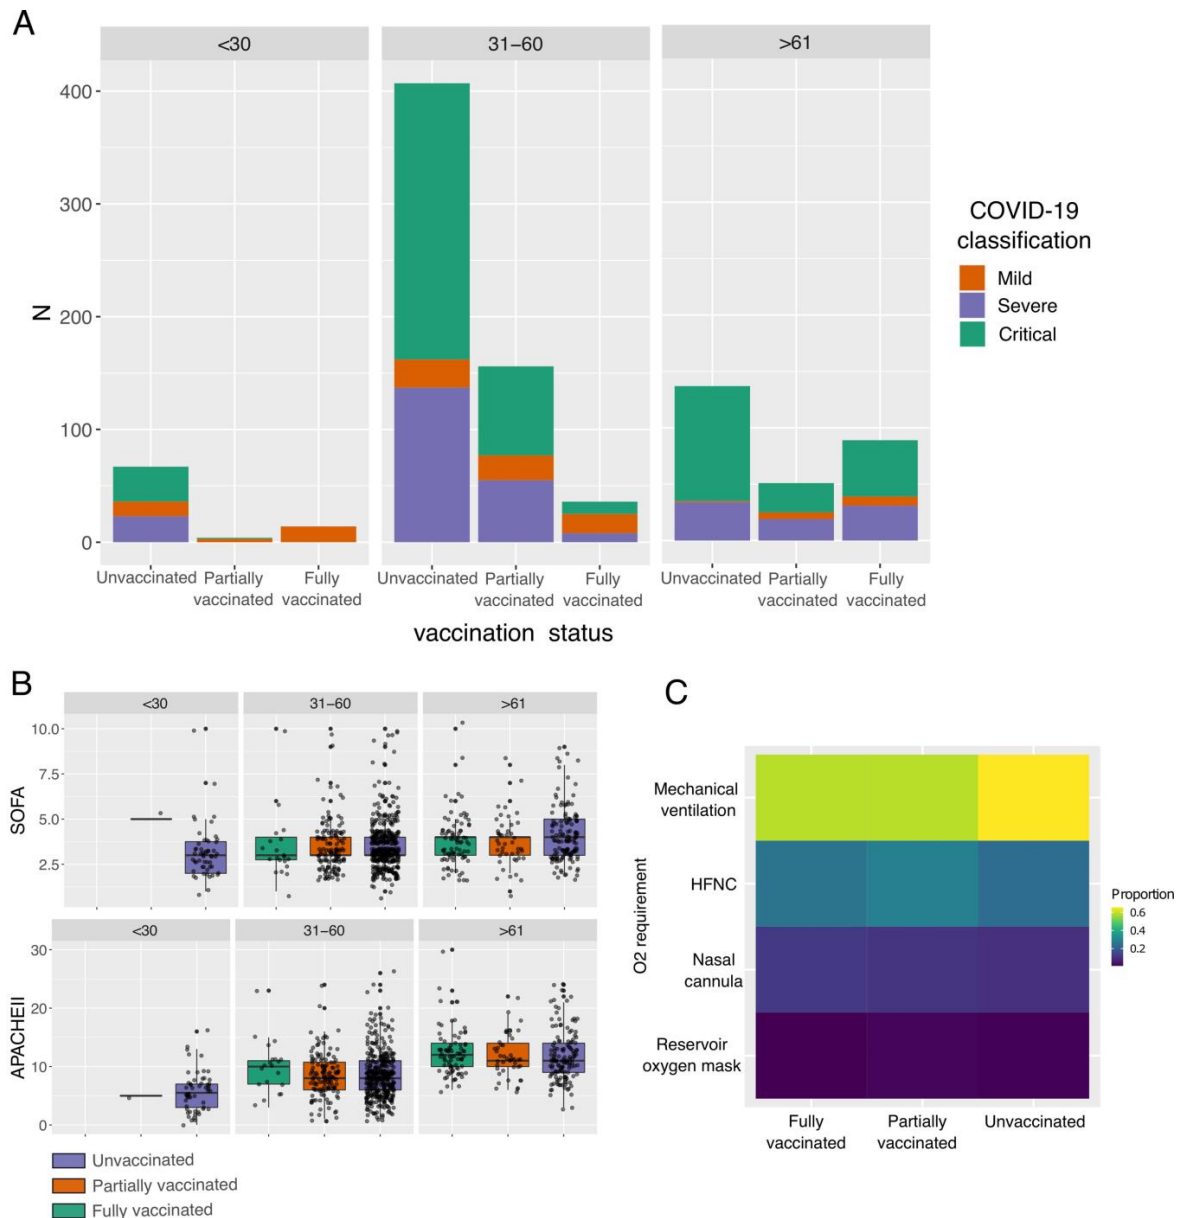 A
<30
31–60
>61
400
300
200
100
0
N
Unvaccinated
Partially
vaccinated
Fully
vaccinated
Unvaccinated
Partially
vaccinated
Fully
vaccinated
Unvaccinated
Partially
vaccinated
Fully
vaccinated
vaccination status
COVID-19
classification
Mild
Severe
Critical
B
<30
31–60
>61
10.0
7.5
5.0
2.5
SOFA
<30
31–60
>61
30
20
10
0
APACHEII
Unvaccinated
Partially vaccinated
Fully vaccinated
C
Mechanical
ventilation
HFNC
Nasal
cannula
Reservoir
oxygen mask
O2 requirement
Fully
vaccinated
Partially
vaccinated
Unvaccinated
Proportion
0.6
0.4
0.2